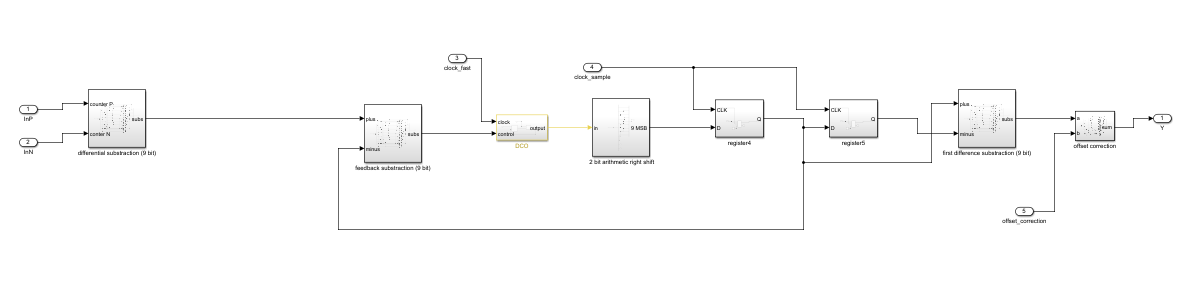 1
InP
2
InN
counter P
conter N
subs
differential substraction (9 bit)
plus
minus
subs
feedback substraction (9 bit)
3
clock_fast
clock
control
output
DCO
4
clock_sample
in
9 MSB
2 bit arithmetic right shift
CLK
D
Q
register4
CLK
D
Q
register5
plus
minus
subs
first difference substraction (9 bit)
5
offset_correction
a
b
sum
offset correction
1
Y